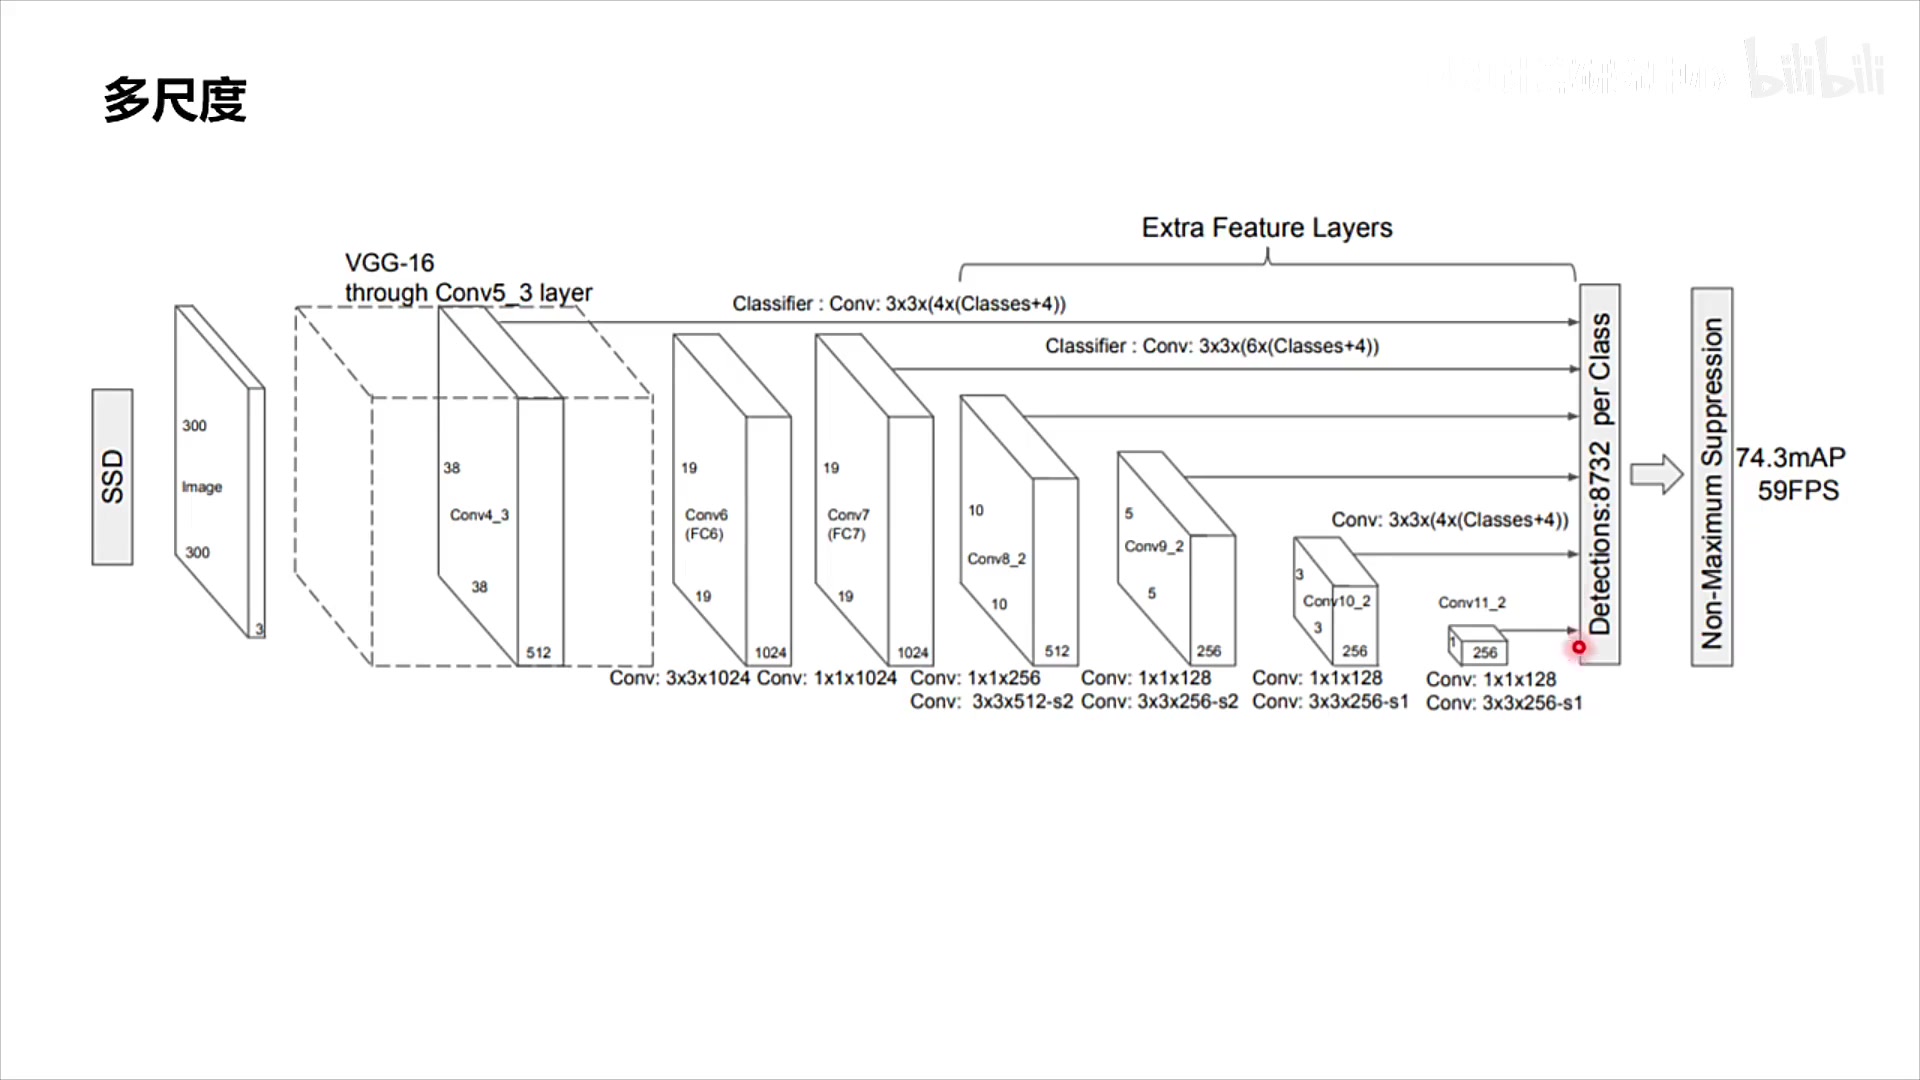 多尺度
bilibili
Extra Feature Layers
VGG-16
through Conv5_3 layer
Classifier : Conv: 3x3x(4x(Classes+4))
Classifier : Conv: 3x3x(6x(Classes+4))
SSD
300
Image
300
3
38
Conv4_3
38
512
19
Conv6
(FC6)
19
1024
19
Conv7
(FC7)
19
1024
10
Conv8_2
10
512
5
Conv9_2
5
256
Conv: 3x3x(4x(Classes+4))
3
Conv10_2
3
256
Conv11_2
1
256
Conv: 3x3x1024
Conv: 1x1x1024
Conv: 1x1x256
Conv: 3x3x512-s2
Conv: 1x1x128
Conv: 3x3x256-s2
Conv: 1x1x128
Conv: 3x3x256-s1
Conv: 1x1x128
Conv: 3x3x256-s1
Detections:8732 per Class
Non-Maximum Suppression
74.3mAP
59FPS